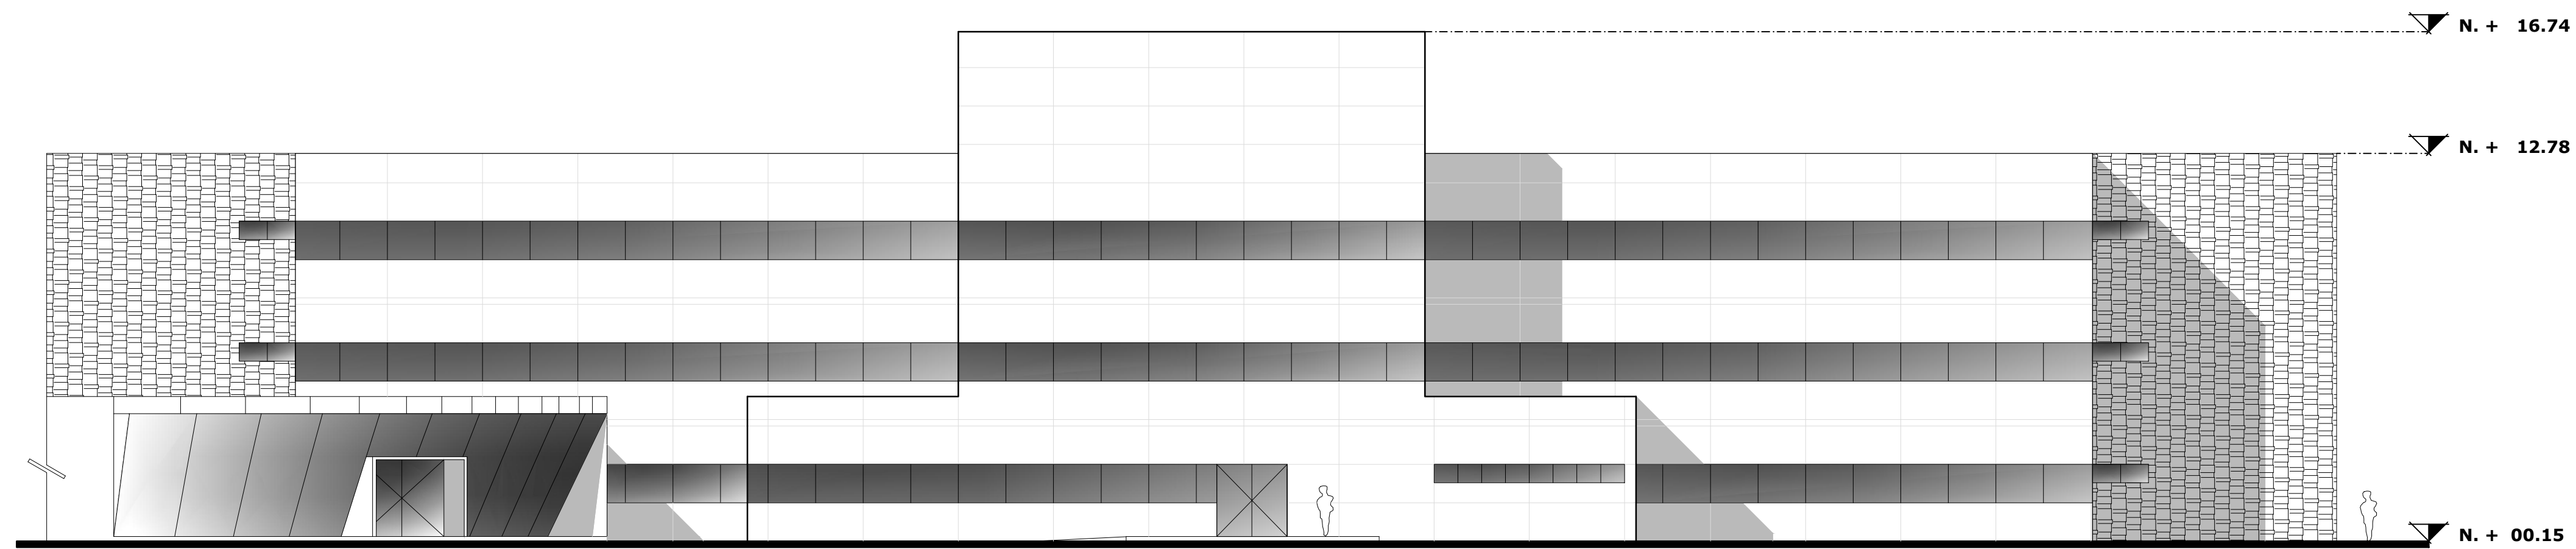 N. + 16.74
N. + 12.78
N. + 00.15